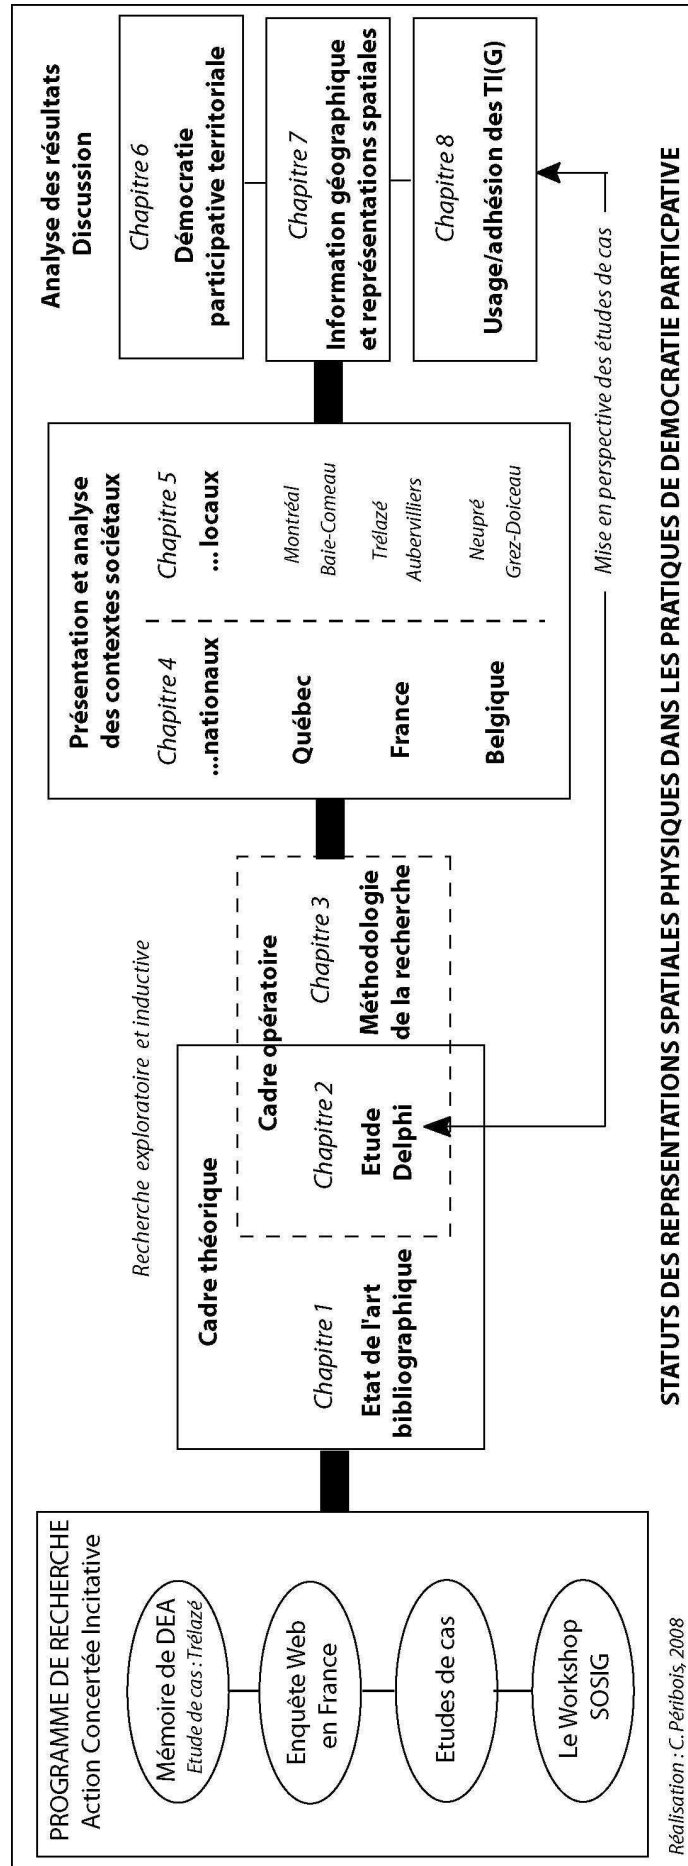 PROGRAMME DE RECHERCHE
Action Concertée Incitative
Mémoire de DEA
Etude de cas : Trélazé
Enquête Web
en France
Etudes de cas
Le Workshop
SOSIG
Recherche exploratoire et inductive
Cadre théorique
Chapitre 1
Etat de l'art
bibliographique
Cadre opératoire
Chapitre 2
Etude
Delphi
Chapitre 3
Méthodologie
de la recherche
Présentation et analyse
des contextes sociétaux
Chapitre 4
...nationaux
Québec
France
Belgique
Chapitre 5
...locaux
Montréal
Baie-Comeau
Trélazé
Aubervilliers
Neupré
Grez-Doiceau
Analyse des résultats
Discussion
Chapitre 6
Démocratie
participative territoriale
Chapitre 7
Information géographique
et représentations spatiales
Chapitre 8
Usage/adhésion des TI(G)
Mise en perspective des études de cas
STATUTS DES REPRSENTATIONS SPATIALES PHYSIQUES DANS LES PRATIQUES DE DEMOCRATIE PARTICPATIVE
Réalisation : C. Péribois, 2008